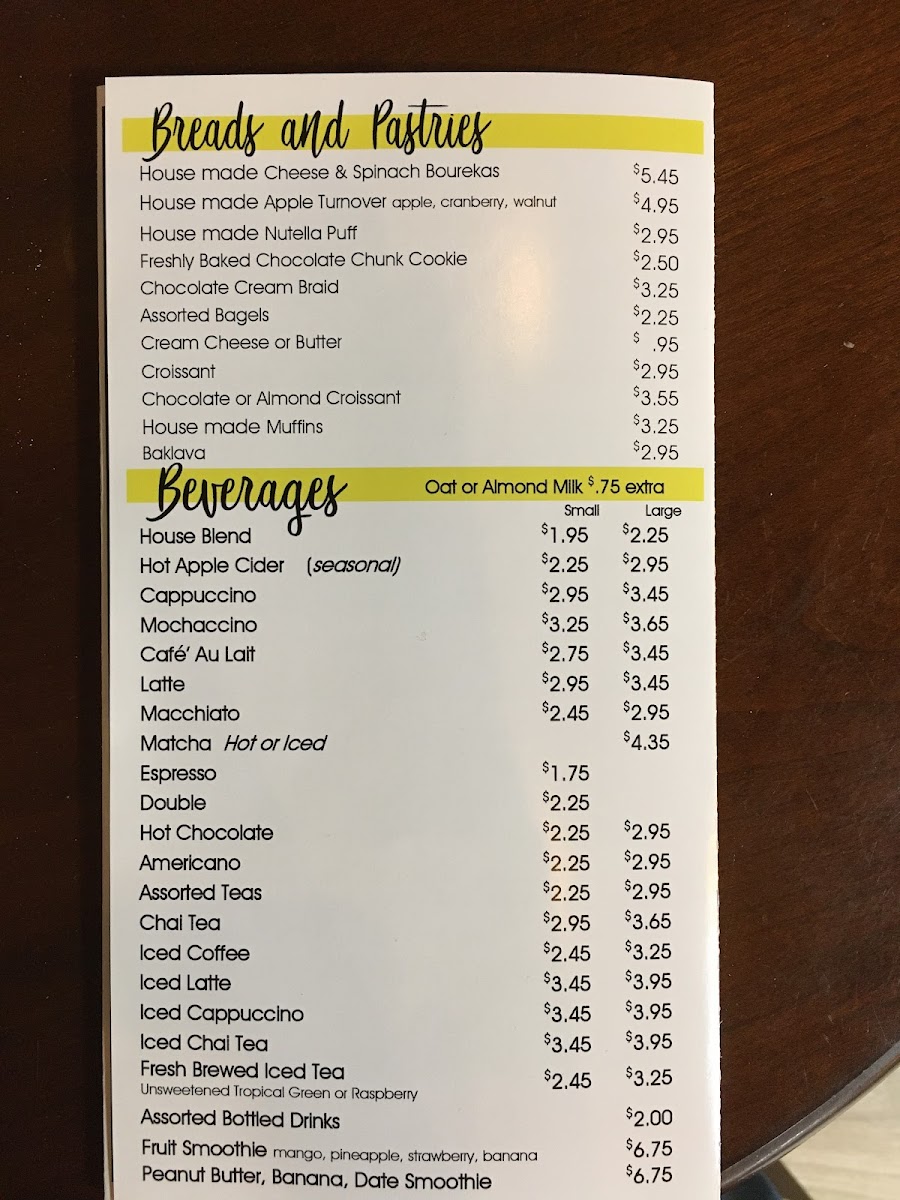 Breads and Pastries
House made Cheese & Spinach Bourekas $5.45
House made Apple Turnover apple, cranberry, walnut $4.95
House made Nutella Puff $2.95
Freshly Baked Chocolate Chunk Cookie $2.50
Chocolate Cream Braid $3.25
Assorted Bagels $2.25
Cream Cheese or Butter $ .95
Croissant $2.95
Chocolate or Almond Croissant $3.55
House made Muffins $3.25
Baklava $2.95
Beverages Oat or Almond Milk $.75 extra
Small Large
House Blend $1.95 $2.25
Hot Apple Cider (seasonal) $2.25 $2.95
Cappuccino $2.95 $3.45
Mochaccino $3.25 $3.65
Café' Au Lait $2.75 $3.45
Latte $2.95 $3.45
Macchiato $2.45 $2.95
Matcha Hot or Iced $4.35
Espresso $1.75
Double $2.25
Hot Chocolate $2.25 $2.95
Americano $2.25 $2.95
Assorted Teas $2.25 $2.95
Chai Tea $2.95 $3.65
Iced Coffee $2.45 $3.25
Iced Latte $3.45 $3.95
Iced Cappuccino $3.45 $3.95
Iced Chai Tea $3.45 $3.95
Fresh Brewed Iced Tea $2.45 $3.25
Unsweetened Tropical Green or Raspberry
Assorted Bottled Drinks $2.00
Fruit Smoothie mango, pineapple, strawberry, banana $6.75
Peanut Butter, Banana, Date Smoothie $6.75